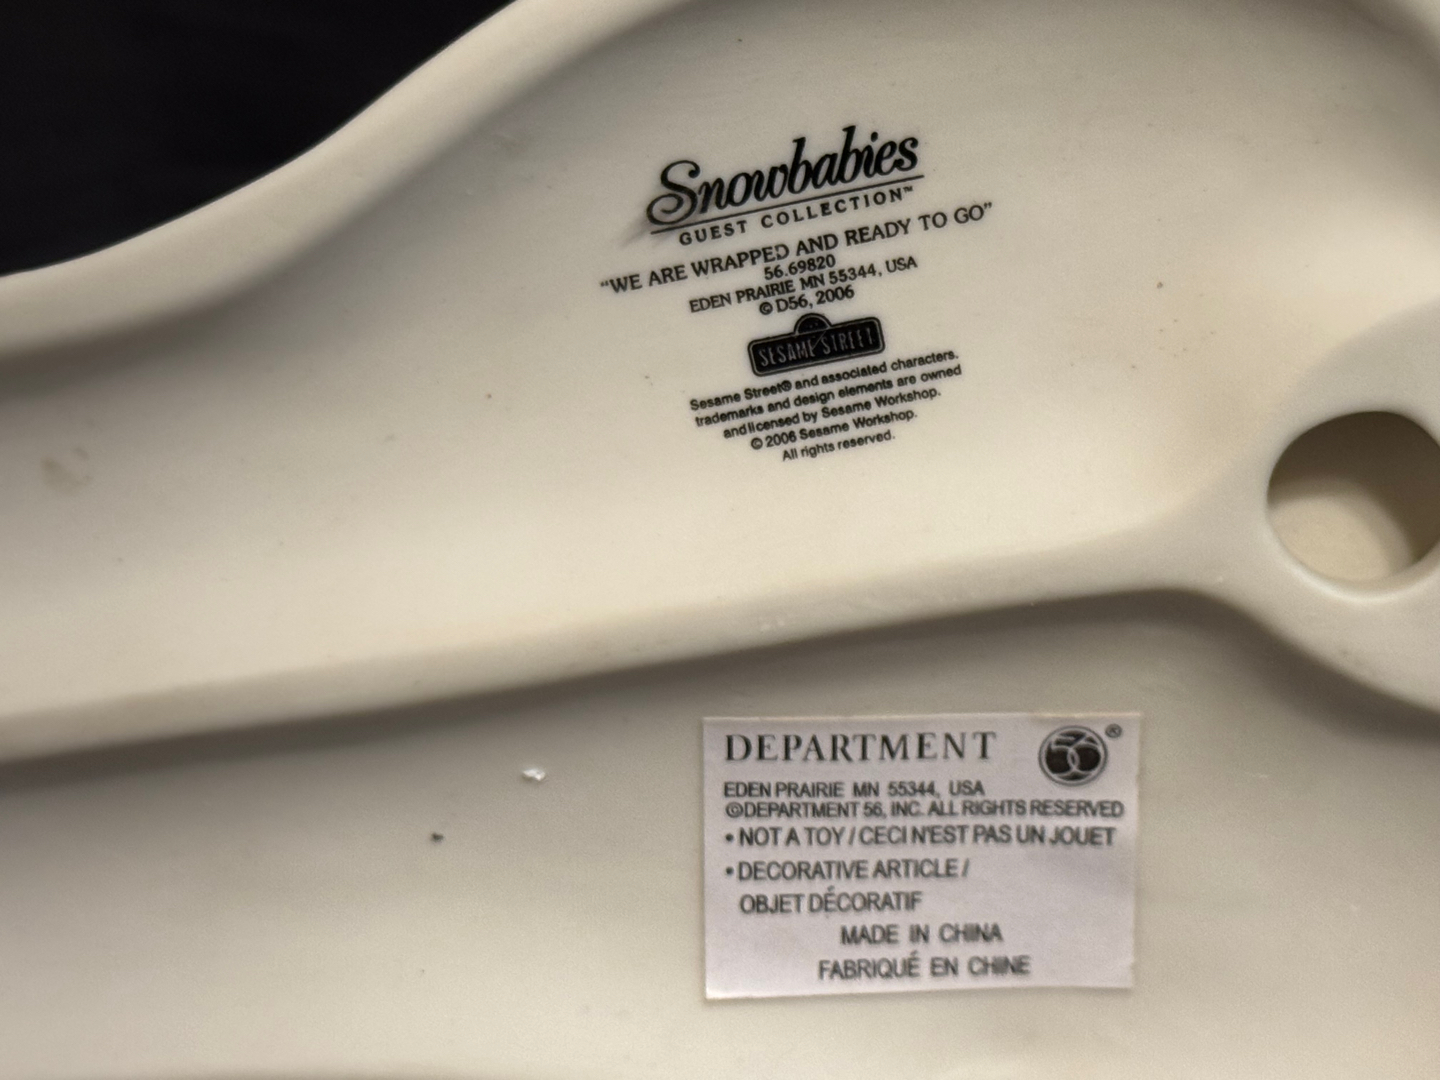 Snowbabies
GUEST COLLECTION™
"WE ARE WRAPPED AND READY TO GO"
56.69820
EDEN PRAIRIE MN 55344, USA
© D56, 2006
SESAME STREET
Sesame Street® and associated characters.
trademarks and design elements are owned
and licensed by Sesame Workshop.
© 2006 Sesame Workshop.
All rights reserved.
DEPARTMENT 56®
EDEN PRAIRIE MN 55344, USA
©DEPARTMENT 56, INC. ALL RIGHTS RESERVED
• NOT A TOY / CECI N'EST PAS UN JOUET
• DECORATIVE ARTICLE /
OBJET DÉCORATIF
MADE IN CHINA
FABRIQUÉ EN CHINE